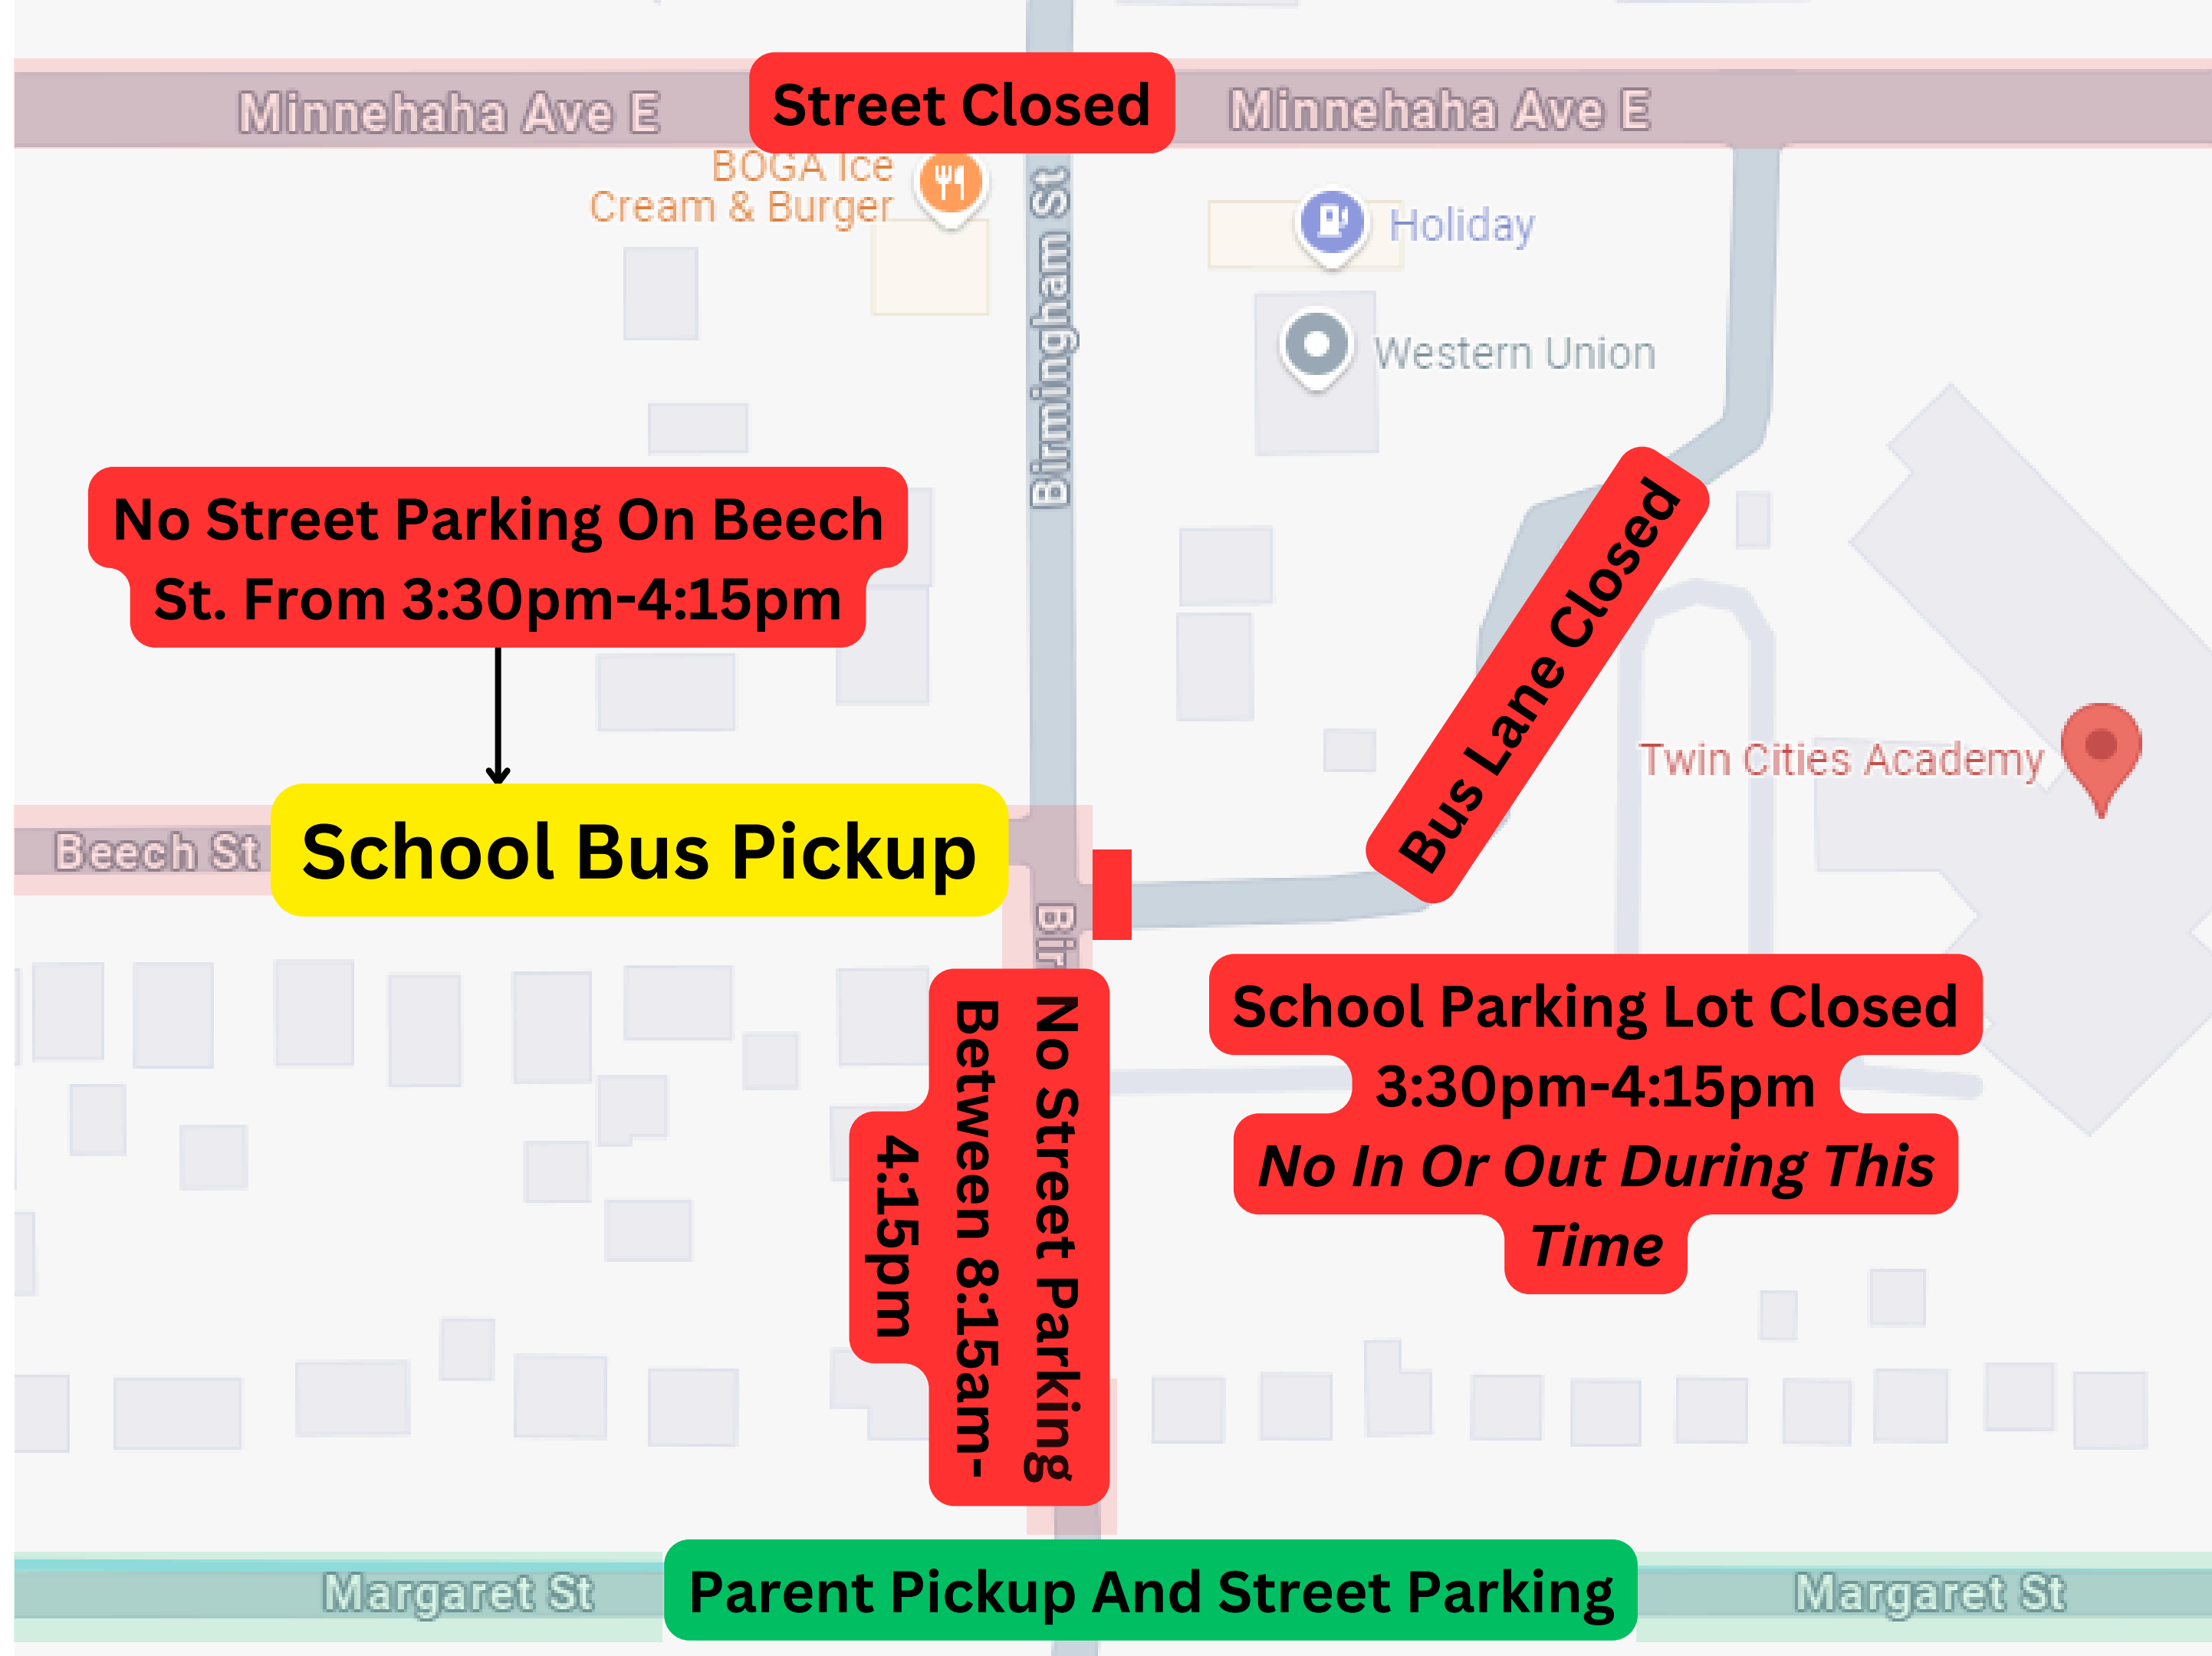 Minnehaha Ave E
Street Closed
Minnehaha Ave E
BOGA Ice
Cream & Burger
Birmingham St
Holiday
Western Union
No Street Parking On Beech
St. From 3:30pm-4:15pm
Bus Lane Closed
Twin Cities Academy
Beech St
School Bus Pickup
Bir
No Street Parking
Between 8:15am-
4:15pm
School Parking Lot Closed
3:30pm-4:15pm
No In Or Out During This
Time
Margaret St
Parent Pickup And Street Parking
Margaret St